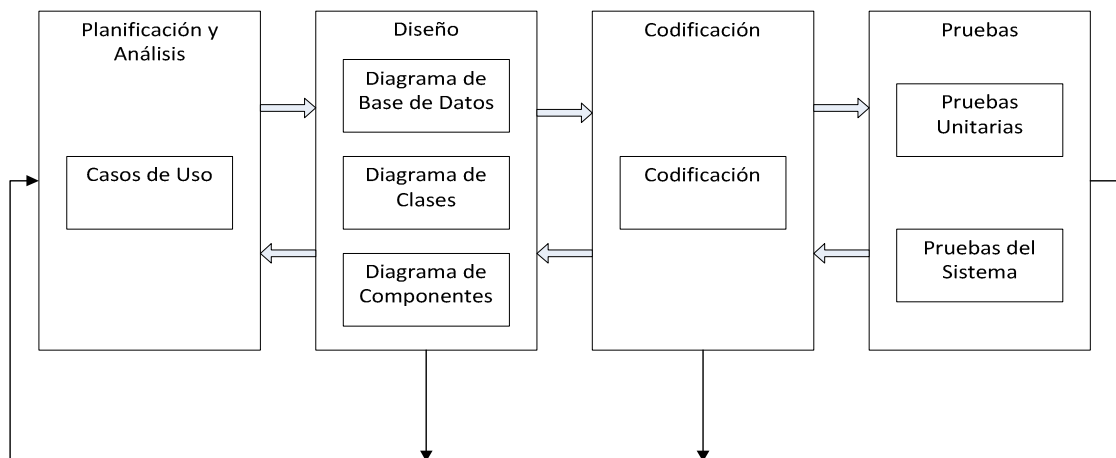 Planificación y
Análisis
Casos de Uso
Diseño
Diagrama de
Base de Datos
Diagrama de
Clases
Diagrama de
Componentes
Codificación
Codificación
Pruebas
Pruebas
Unitarias
Pruebas del
Sistema